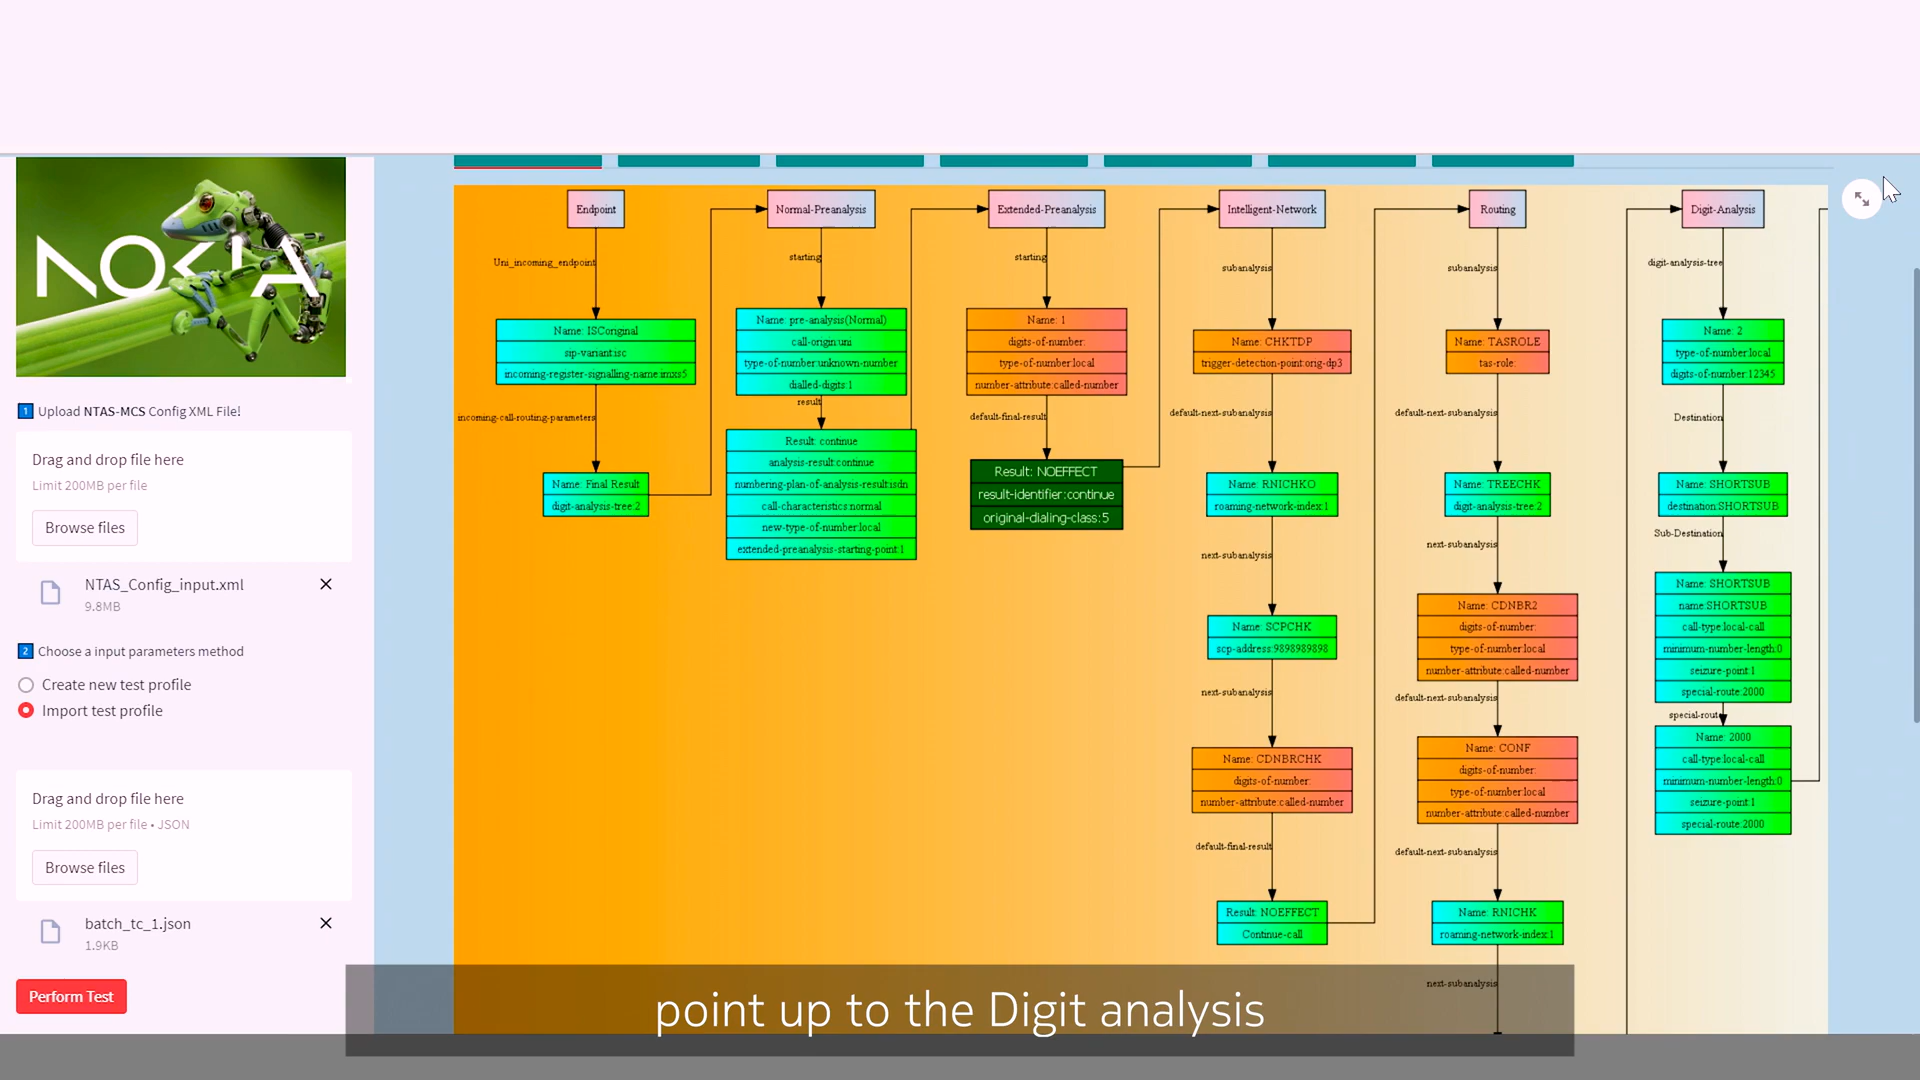 NOKIA
1 Upload NTAS-MCS Config XML File!
Drag and drop file here
Limit 200MB per file
Browse files
NTAS_Config_input.xml
9.8MB
2 Choose a input parameters method
Create new test profile
Import test profile
Drag and drop file here
Limit 200MB per file • JSON
Browse files
batch_tc_1.json
1.9KB
Perform Test
Endpoint
Uni_incoming_endpoint
Name: ISCoriginal
sip-variant:isc
incoming-register-signalling-name:imxs5
incoming-call-routing-parameters
Name: Final Result
digit-analysis-tree:2
Normal-Preanalysis
starting
Name: pre-analysis(Normal)
call-origin:uni
type-of-number:unknown-number
dialled-digits:1
result
Result: continue
analysis-result:continue
numbering-plan-of-analysis-result:isdn
call-characteristics:normal
new-type-of-number:local
extended-preanalysis-starting-point:1
Extended-Preanalysis
starting
Name: 1
digits-of-number:
type-of-number:local
number-attribute:called-number
default-final-result
Result: NOEFFECT
result-identifier:continue
original-dialing-class:5
Intelligent-Network
subanalysis
Name: CHKTDP
trigger-detection-point:orig-dp3
default-next-subanalysis
Name: RNICHKO
roaming-network-index:1
next-subanalysis
Name: SCPCHK
scp-address:9898989898
next-subanalysis
Name: CDNBRCHK
digits-of-number:
number-attribute:called-number
default-final-result
Result: NOEFFECT
Continue-call
Routing
subanalysis
Name: TASROLE
tas-role:
default-next-subanalysis
Name: TREECHK
digit-analysis-tree:2
next-subanalysis
Name: CDNBR2
digits-of-number:
type-of-number:local
number-attribute:called-number
default-next-subanalysis
Name: CONF
digits-of-number:
type-of-number:local
number-attribute:called-number
default-next-subanalysis
Name: RNICHK
roaming-network-index:1
next-subanalysis
Digit-Analysis
digit-analysis-tree
Name: 2
type-of-number:local
digits-of-number:12345
Destination
Name: SHORTSUB
destination:SHORTSUB
Sub-Destination
Name: SHORTSUB
name:SHORTSUB
call-type:local-call
minimum-number-length:0
seizure-point:1
special-route:2000
special-route
Name: 2000
call-type:local-call
minimum-number-length:0
seizure-point:1
special-route:2000
point up to the Digit analysis